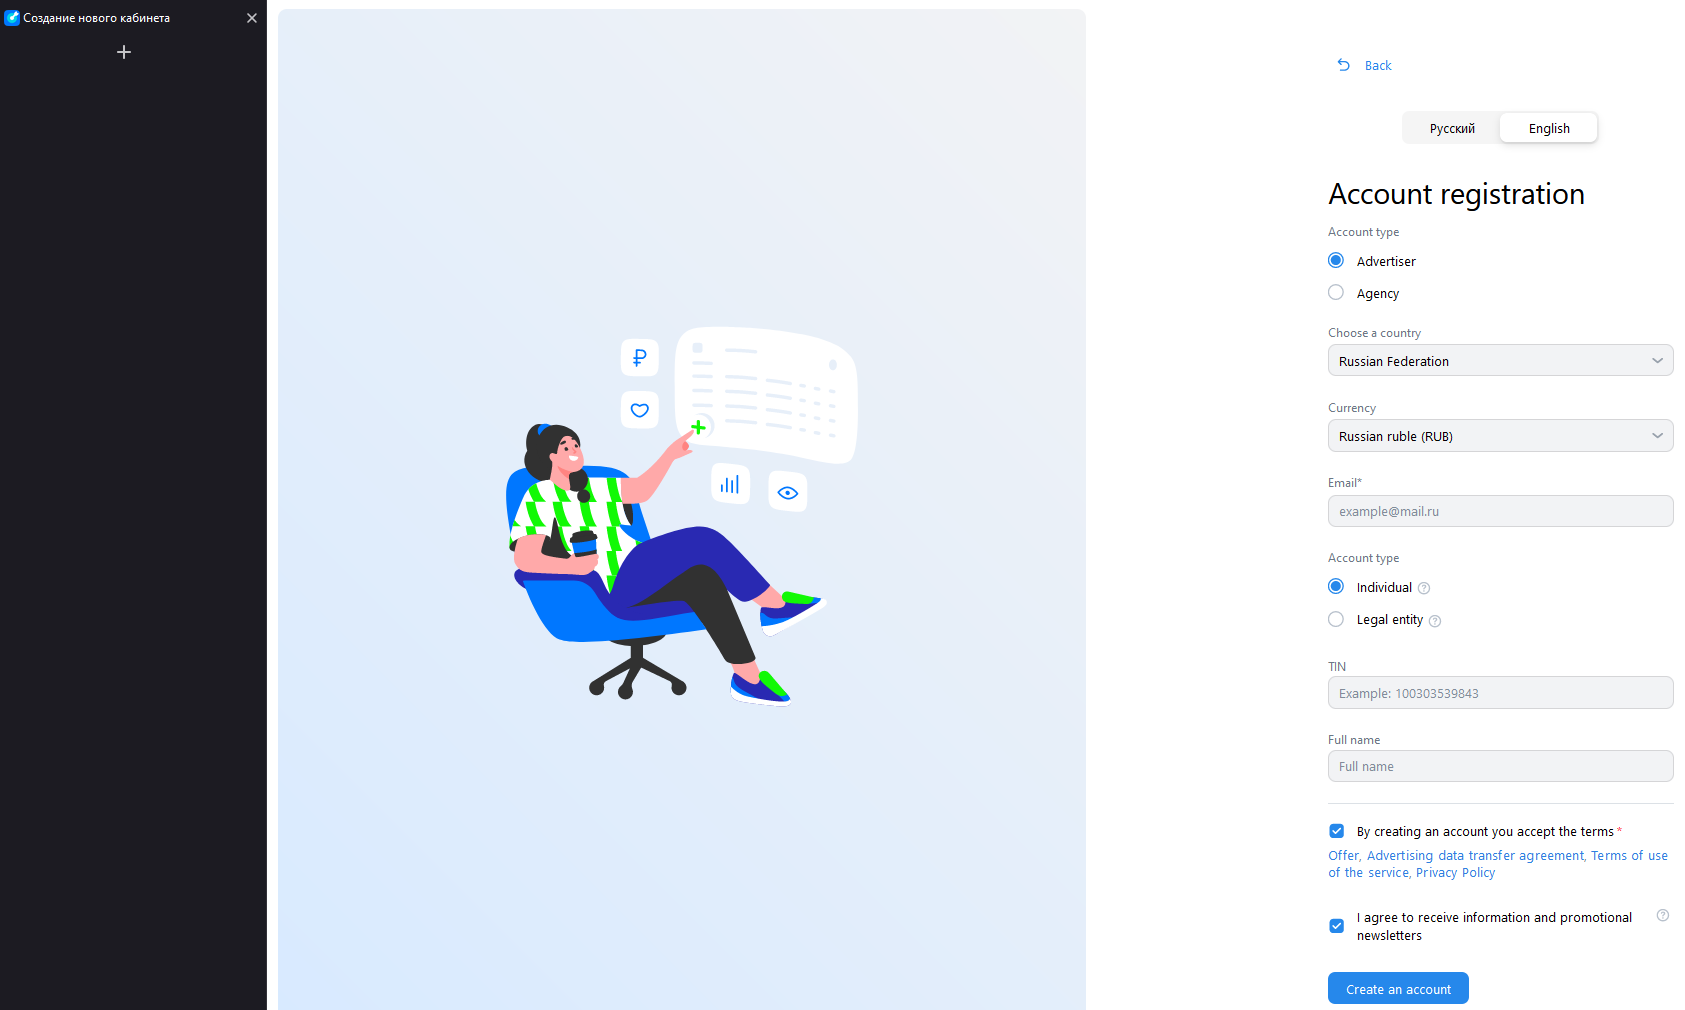 Создание нового кабинета
Back
Русский
English
Account registration
Account type
Advertiser
Agency
Choose a country
Russian Federation
Currency
Russian ruble (RUB)
Email*
example@mail.ru
Account type
Individual
Legal entity
TIN
Example: 100303539843
Full name
Full name
By creating an account you accept the terms *
Offer, Advertising data transfer agreement, Terms of use
of the service, Privacy Policy
I agree to receive information and promotional
newsletters
Create an account